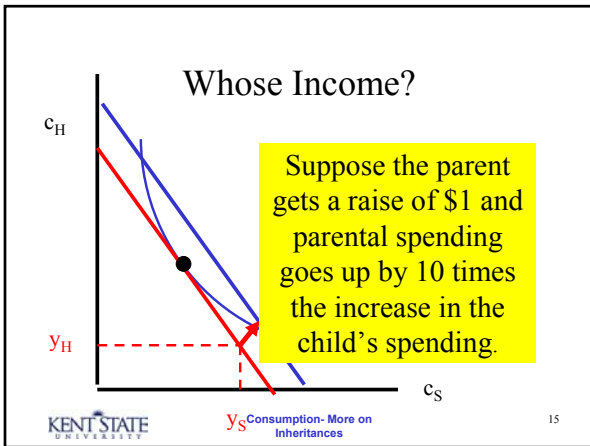 Whose Income?
c_H
Suppose the parent
gets a raise of $1 and
parental spending
goes up by 10 times
the increase in the
child's spending.
y_H
c_S
y_S
Consumption- More on
Inheritances
KENT STATE
UNIVERSITY
15